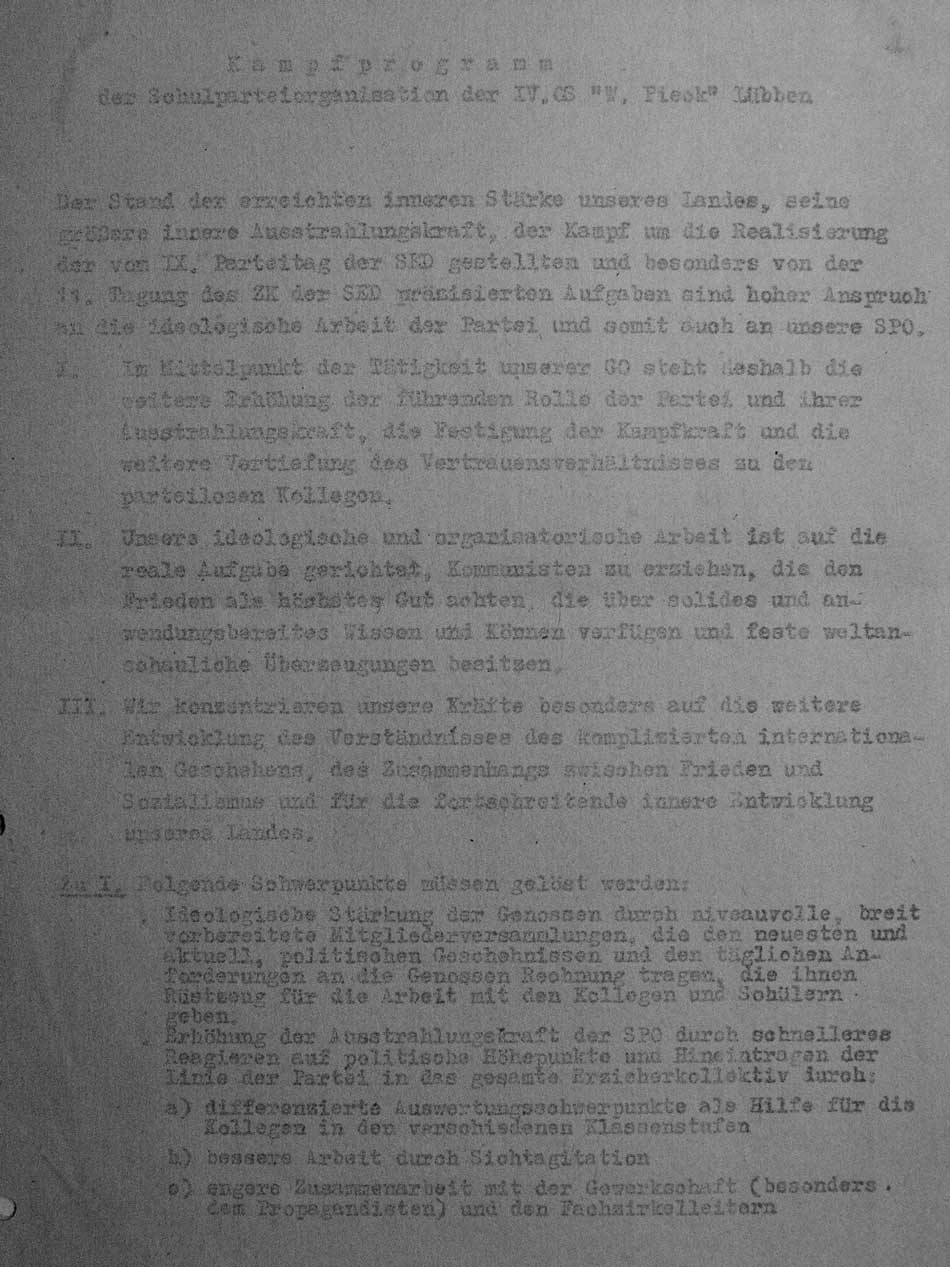 K a m p f p r o g r a m m
der Schulparteiorganisation der IV.OS "W. Pieck" Lübben
Der Stand der erreichten inneren Stärke unseres Landes, seine
größere innere Ausstrahlungskraft, der Kampf um die Realisierung
der vom IX. Parteitag der SED gestellten und besonders von der
11. Tagung des ZK der SED präzisierten Aufgaben sind hoher Anspruch
an die ideologische Arbeit der Partei und somit auch an unsere SPO.
I. Im Mittelpunkt der Tätigkeit unserer GO steht deshalb die
weitere Erhöhung der führenden Rolle der Partei und ihrer
Ausstrahlungskraft, die Festigung der Kampfkraft und die
weitere Vertiefung des Vertrauensverhältnisses zu den
parteilosen Kollegen.
II. Unsere ideologische und organisatorische Arbeit ist auf die
reale Aufgabe gerichtet, Kommunisten zu erziehen, die den
Frieden als höchstes Gut achten, die über solides und an-
wendungsbereites Wissen und Können verfügen und feste weltan-
schauliche Überzeugungen besitzen.
III. Wir konzentrieren unsere Kräfte besonders auf die weitere
Entwicklung des Verständnisses des komplizierten internationa-
len Geschehens, des Zusammenhangs zwischen Frieden und
Sozialismus und für die fortschreitende innere Entwicklung
unseres Landes.
Zu I. Folgende Schwerpunkte müssen gelöst werden:
. Ideologische Stärkung der Genossen durch niveauvolle, breit
vorbereitete Mitgliederversammlungen, die den neuesten und
aktuell. politischen Geschehnissen und den täglichen An-
forderungen an die Genossen Rechnung tragen, die ihnen
Rüstzeug für die Arbeit mit den Kollegen und Schülern
geben.
. Erhöhung der Ausstrahlungskraft der SPO durch schnelleres
Reagieren auf politische Höhepunkte und Hineintragen der
Linie der Partei in das gesamte Erzieherkollektiv durch:
a) differenzierte Auswertungsschwerpunkte als Hilfe für die
Kollegen in den verschiedenen Klassenstufen
b) bessere Arbeit durch Sichtagitation
c) engere Zusammenarbeit mit der Gewerkschaft (besonders
dem Propagandisten) und den Fachzirkelleitern